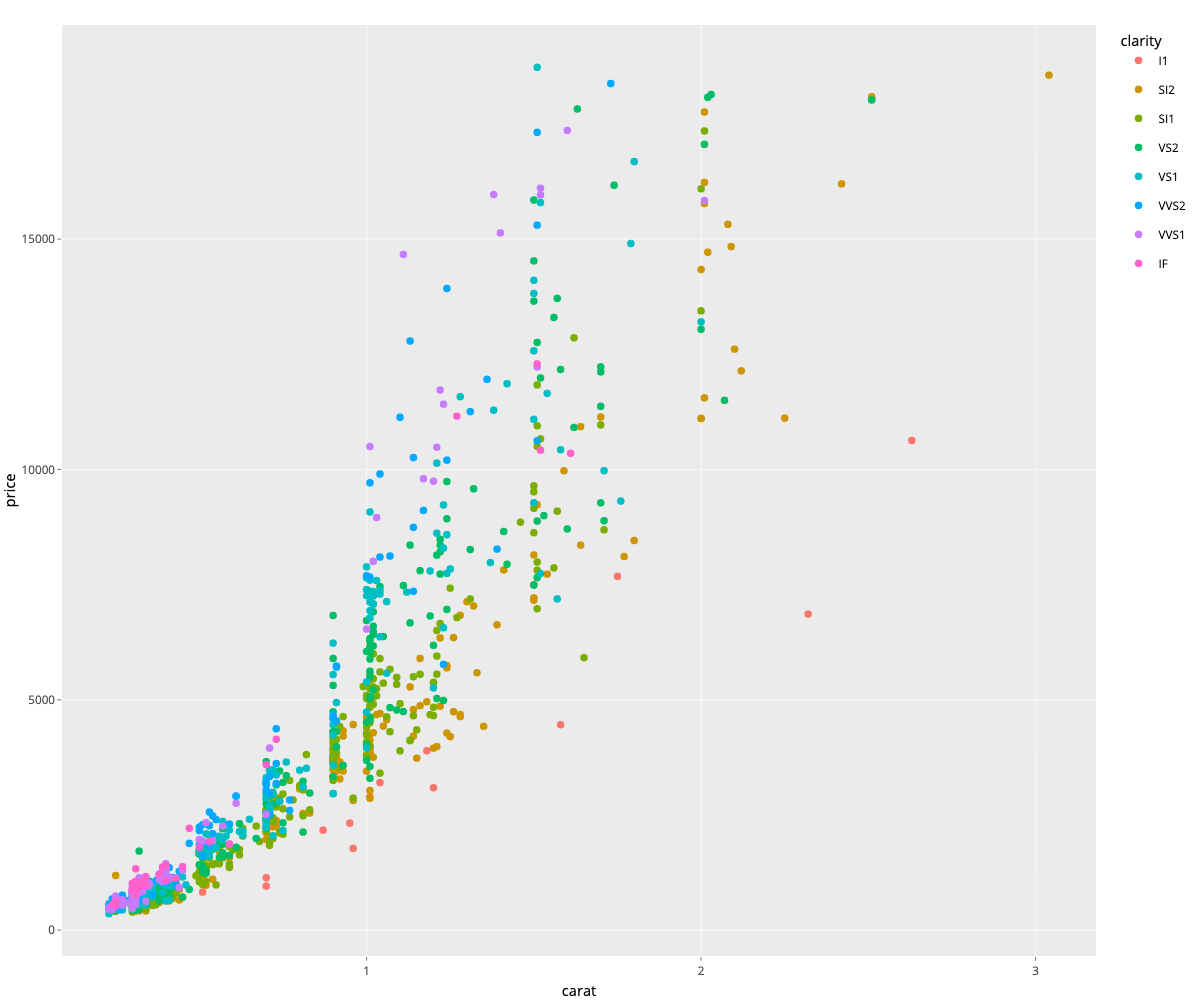 clarity
I1
SI2
SI1
VS2
VS1
VVS2
VVS1
IF
price
15000
10000
5000
0
1
2
3
carat